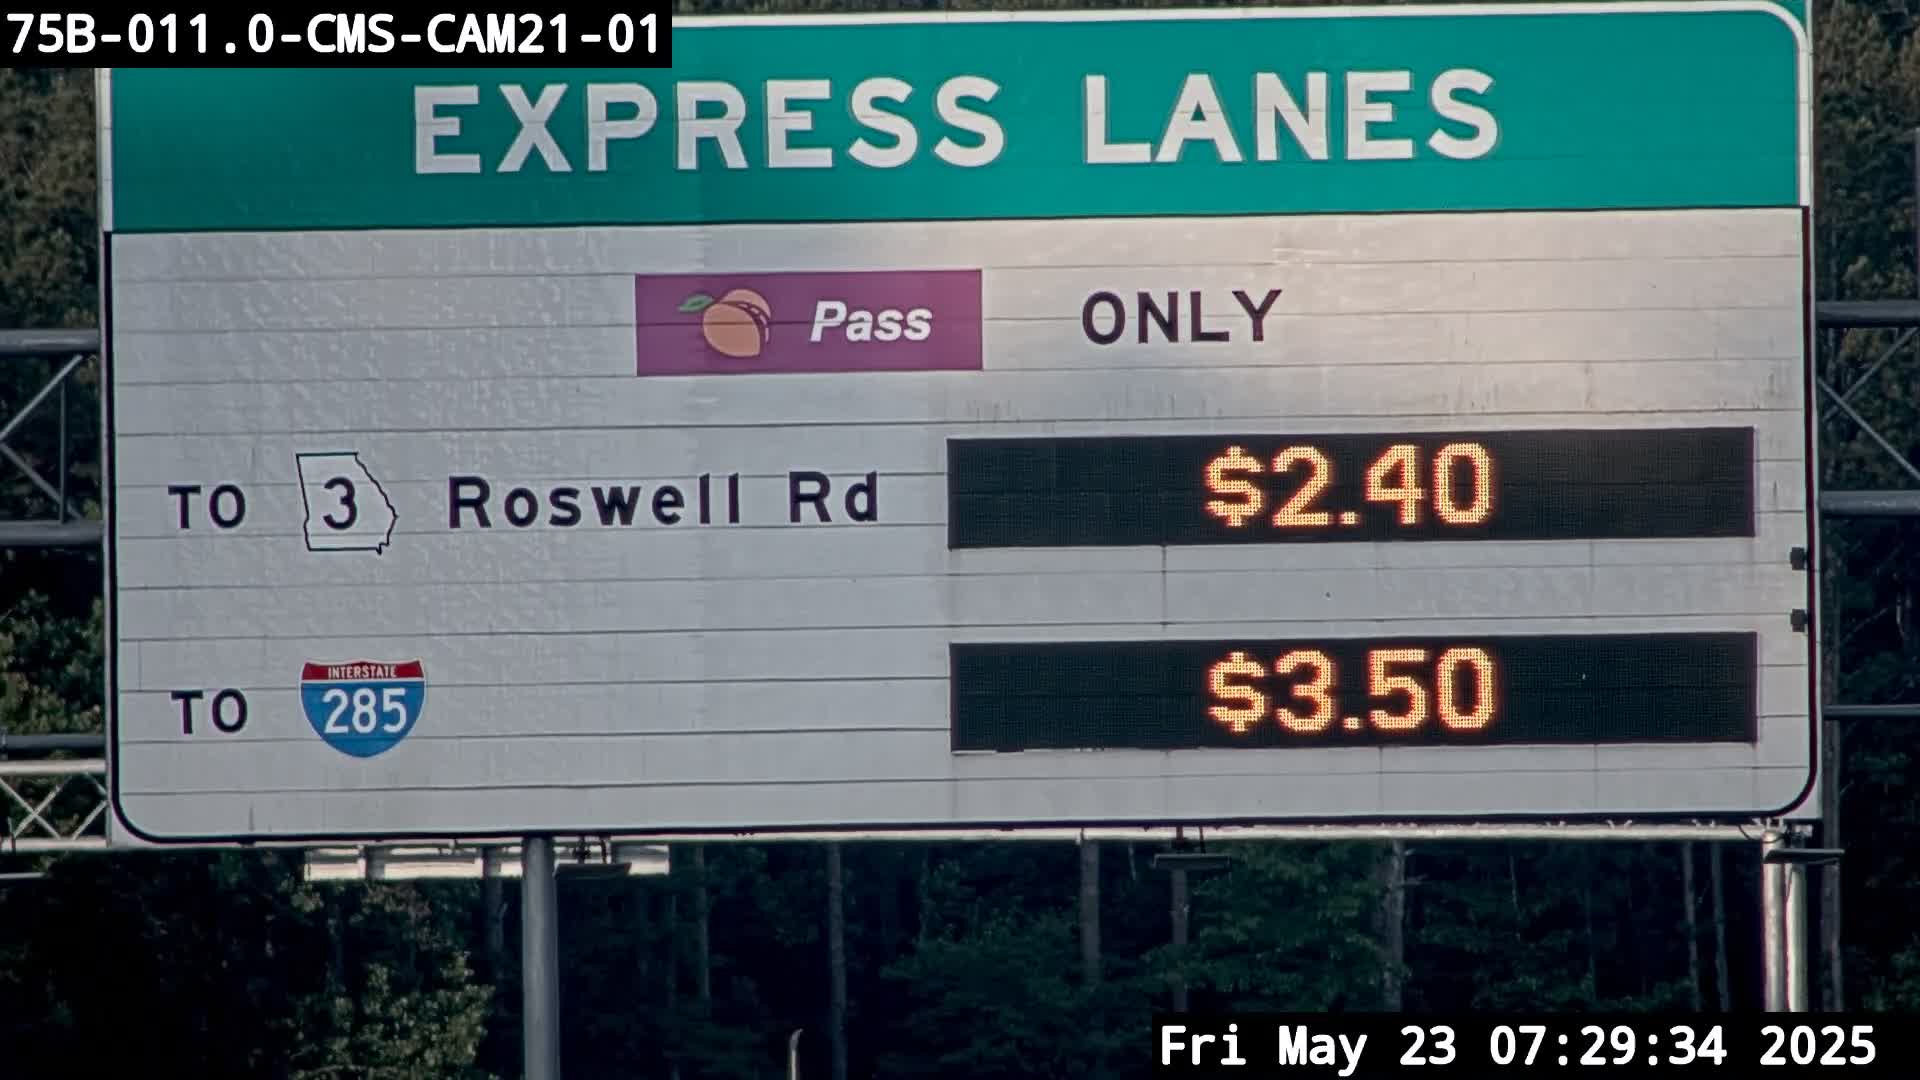 75B-011.0-CMS-CAM21-01
EXPRESS LANES
Pass ONLY
TO 3 Roswell Rd $2.40
TO INTERSTATE 285 $3.50
Fri May 23 07:29:34 2025